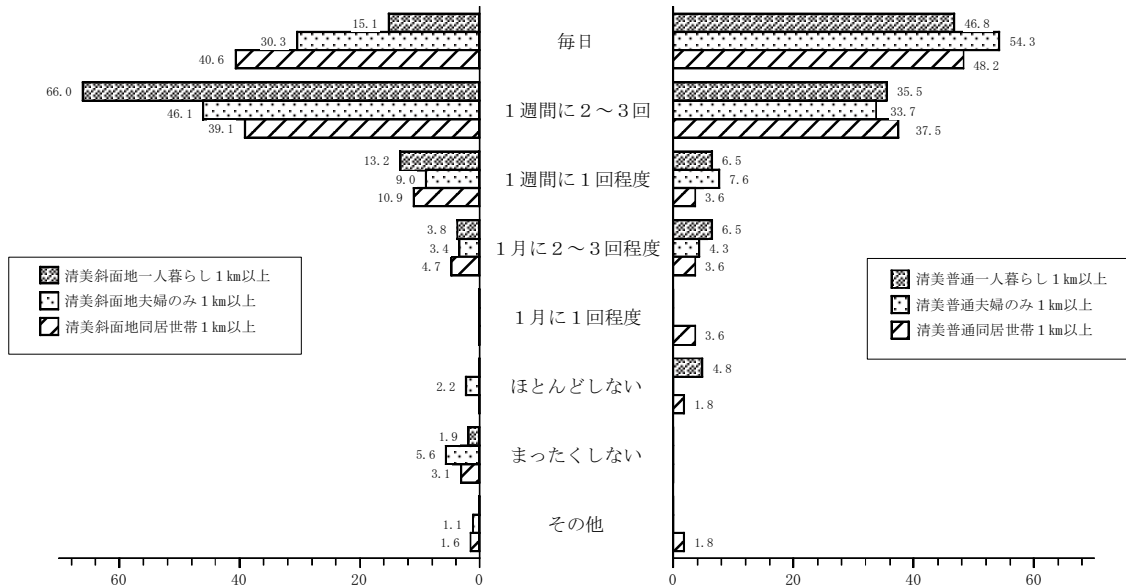 15.1
30.3
40.6
毎日
46.8
54.3
48.2
66.0
46.1
39.1
1週間に2～3回
35.5
33.7
37.5
13.2
9.0
10.9
1週間に1回程度
6.5
7.6
3.6
3.8
3.4
4.7
1月に2～3回程度
6.5
4.3
3.6
清美斜面地一人暮らし1km以上
清美斜面地夫婦のみ1km以上
清美斜面地同居世帯1km以上
1月に1回程度
3.6
清美普通一人暮らし1km以上
清美普通夫婦のみ1km以上
清美普通同居世帯1km以上
2.2
ほとんどしない
4.8
1.8
1.9
5.6
3.1
まったくしない
1.1
1.6
その他
1.8
60 40 20 0 0 20 40 60